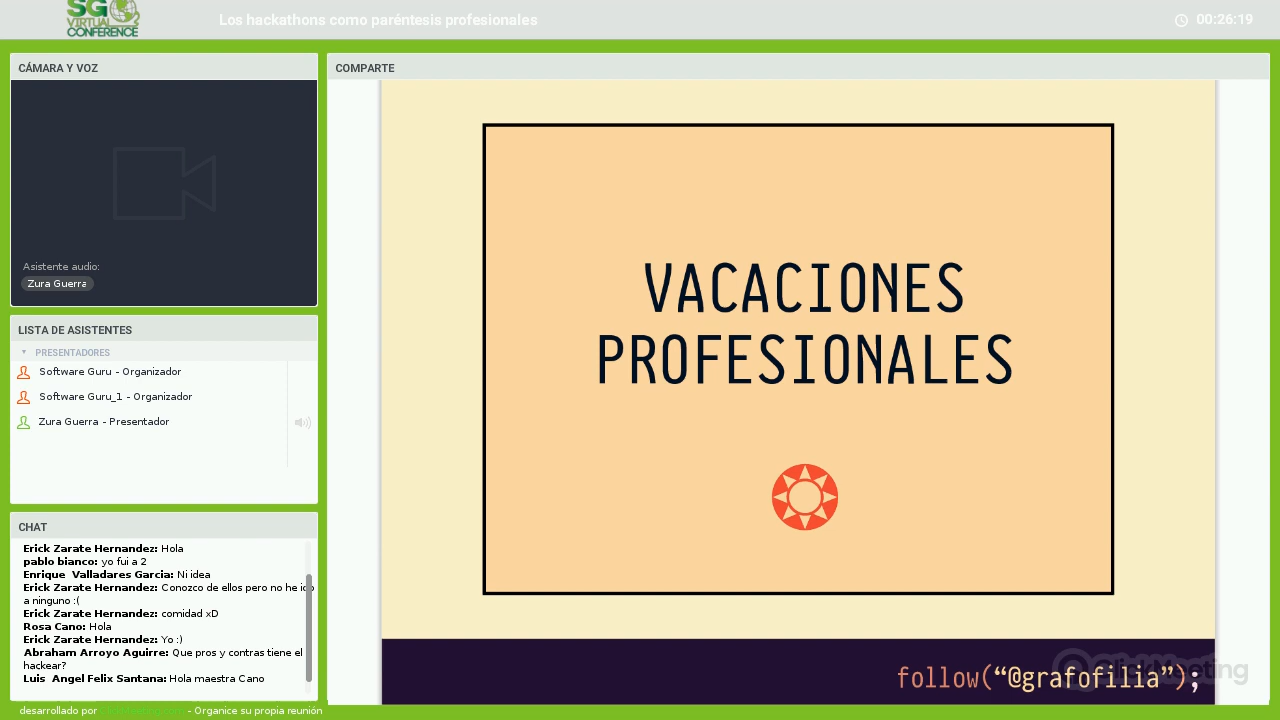 SG
VIRTUAL
CONFERENCE
Los hackathons como paréntesis profesionales
00:26:19
CÁMARA Y VOZ
Asistente audio:
Zura Guerra
LISTA DE ASISTENTES
PRESENTADORES
Software Guru - Organizador
Software Guru_1 - Organizador
Zura Guerra - Presentador
CHAT
Erick Zarate Hernandez: Hola
pablo bianco: yo fui a 2
Enrique Valladares Garcia: Ni idea
Erick Zarate Hernandez: Conozco de ellos pero no he ido
a ninguno :(
Erick Zarate Hernandez: comidad xD
Rosa Cano: Hola
Erick Zarate Hernandez: Yo :)
Abraham Arroyo Aguirre: Que pros y contras tiene el
hackear?
Luis Angel Felix Santana: Hola maestra Cano
desarrollado por - Organice su propia reunión
COMPARTE
VACACIONES
PROFESIONALES
follow(“@grafofilia”);
ClickMeeting